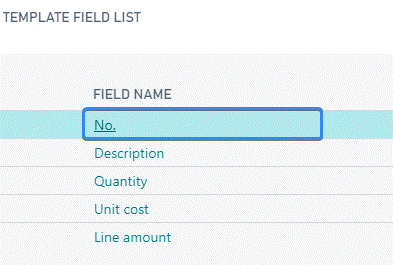 TEMPLATE FIELD LIST
FIELD NAME
No.
Description
Quantity
Unit cost
Line amount